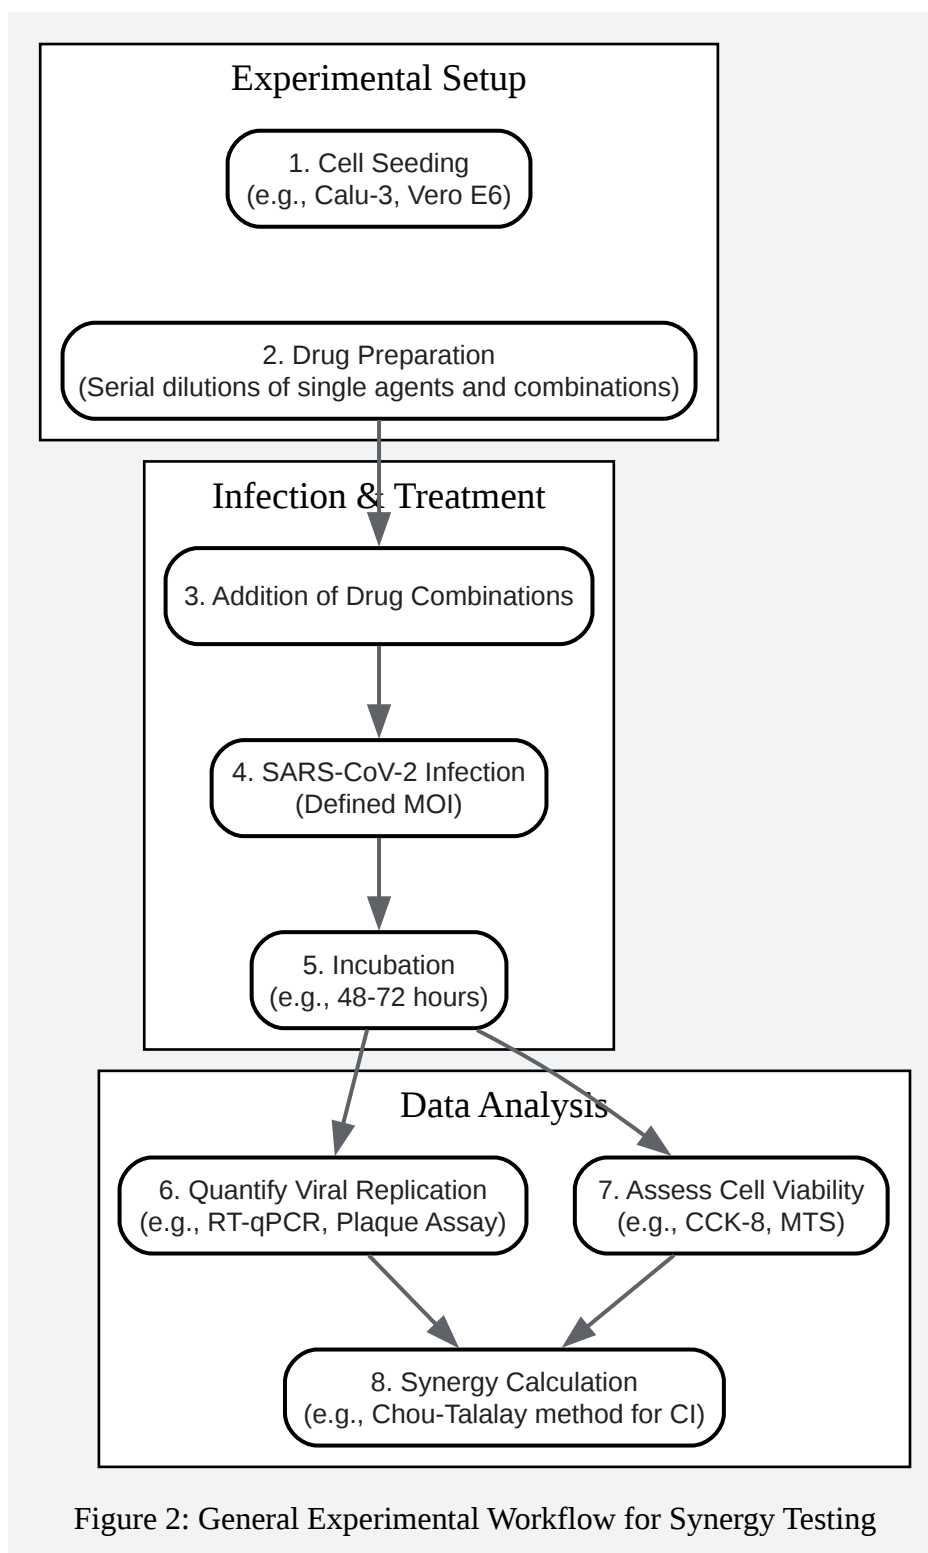 Experimental Setup
1. Cell Seeding
(e.g., Calu-3, Vero E6)
2. Drug Preparation
(Serial dilutions of single agents and combinations)
Infection & Treatment
3. Addition of Drug Combinations
4. SARS-CoV-2 Infection
(Defined MOI)
5. Incubation
(e.g., 48-72 hours)
Data Analysis
6. Quantify Viral Replication
(e.g., RT-qPCR, Plaque Assay)
7. Assess Cell Viability
(e.g., CCK-8, MTS)
8. Synergy Calculation
(e.g., Chou-Talalay method for CI)
Figure 2: General Experimental Workflow for Synergy Testing